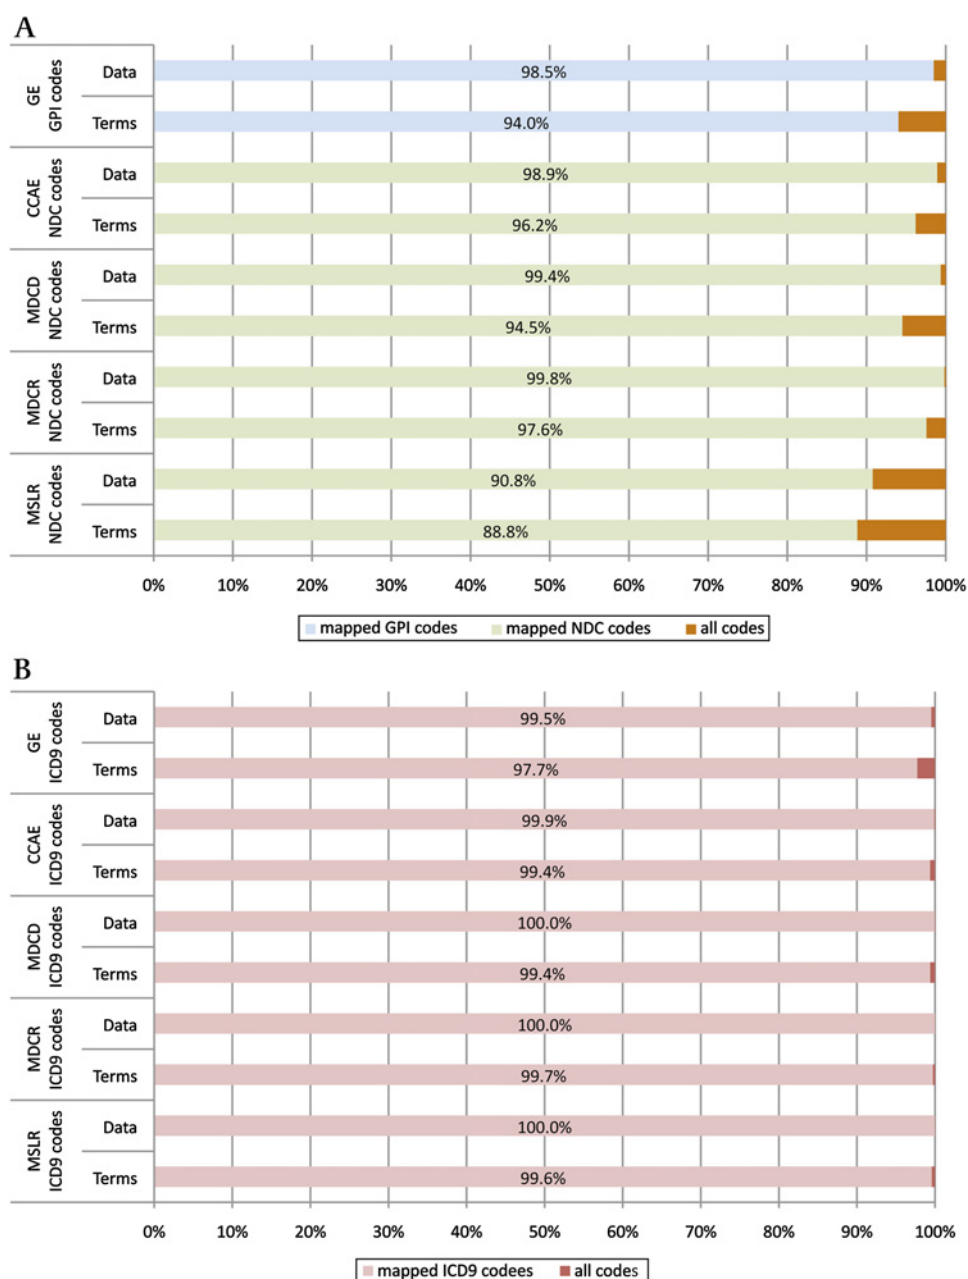 A
GE
GPI codes
Data
98.5%
Terms
94.0%
CCAE
NDC codes
Data
98.9%
Terms
96.2%
MDCD
NDC codes
Data
99.4%
Terms
94.5%
MDCR
NDC codes
Data
99.8%
Terms
97.6%
MSLR
NDC codes
Data
90.8%
Terms
88.8%
0% 10% 20% 30% 40% 50% 60% 70% 80% 90% 100%
mapped GPI codes mapped NDC codes all codes
B
GE
ICD9 codes
Data
99.5%
Terms
97.7%
CCAE
ICD9 codes
Data
99.9%
Terms
99.4%
MDCD
ICD9 codes
Data
100.0%
Terms
99.4%
MDCR
ICD9 codes
Data
100.0%
Terms
99.7%
MSLR
ICD9 codes
Data
100.0%
Terms
99.6%
0% 10% 20% 30% 40% 50% 60% 70% 80% 90% 100%
mapped ICD9 codees all codes